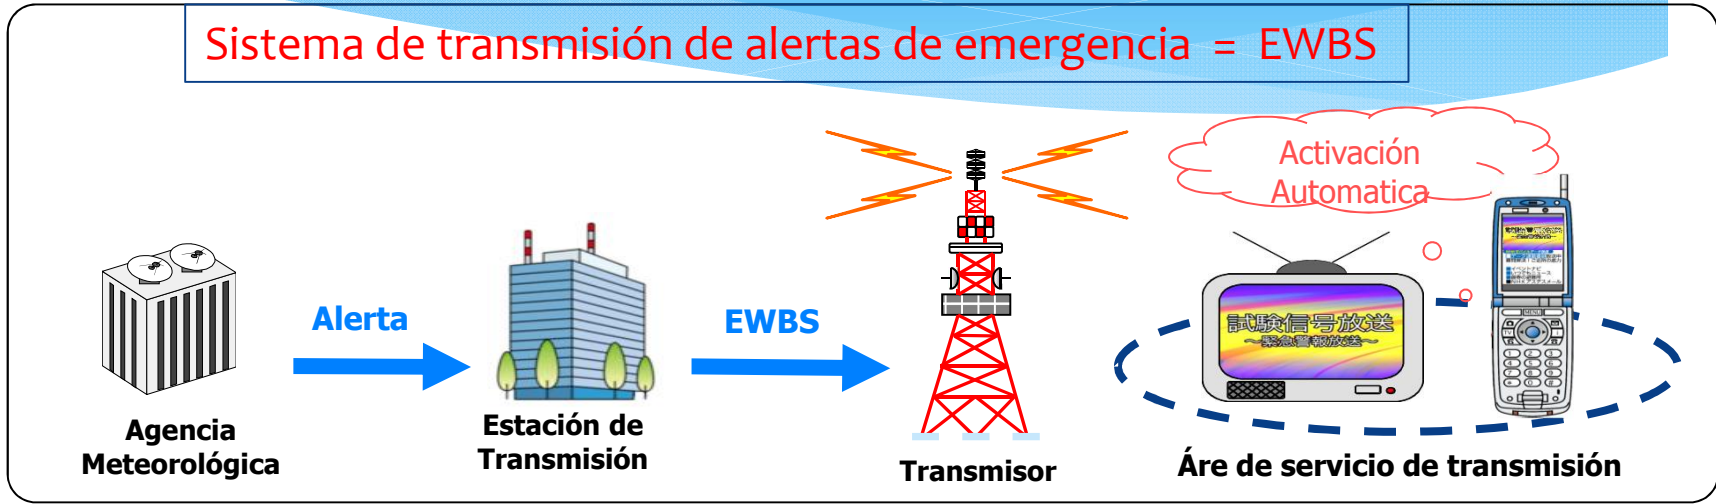 Sistema de transmisión de alertas de emergencia = EWBS
Activación
Automatica
Alerta
EWBS
試験信号放送
～緊急警報放送～
MENU
Agencia
Meteorológica
Estación de
Transmisión
Transmisor
Áre de servicio de transmisión